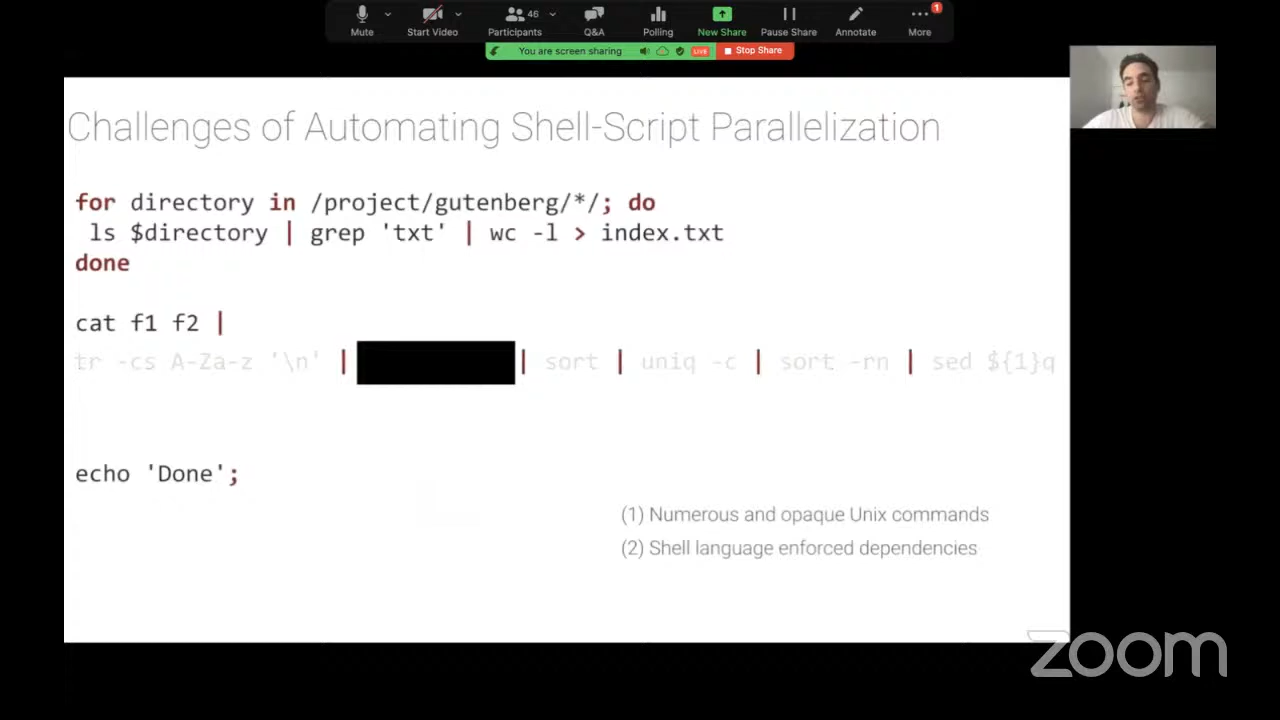 Mute Start Video 46 Participants Q&A Polling New Share Pause Share Annotate 1 More
You are screen sharing LIVE Stop Share
Challenges of Automating Shell-Script Parallelization
for directory in /project/gutenberg/*/; do
ls $directory | grep 'txt' | wc -l > index.txt
done
cat f1 f2 |
tr -cs A-Za-z '\n' | | sort | uniq -c | sort -rn | sed ${1}q
echo 'Done';
(1) Numerous and opaque Unix commands
(2) Shell language enforced dependencies
zoom